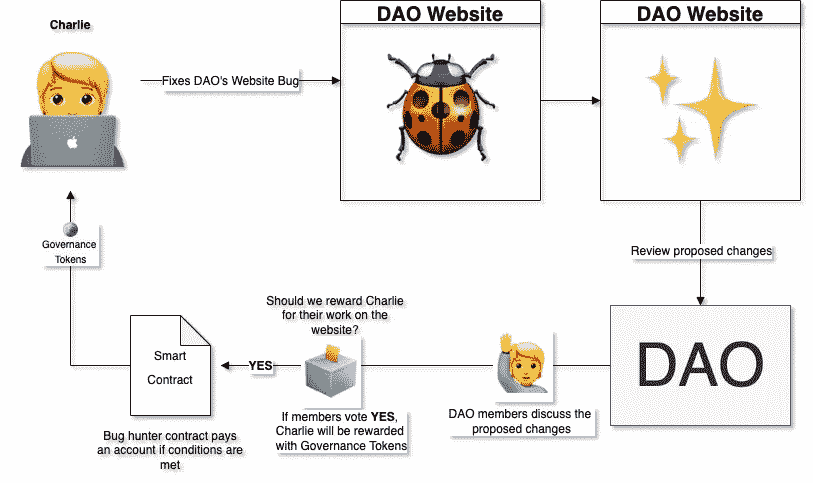 Charlie
DAO Website
DAO Website
Fixes DAO's Website Bug
Review proposed changes
DAO
DAO members discuss the
proposed changes
Should we reward Charlie
for their work on the
website?
If members vote YES,
Charlie will be rewarded
with Governance Tokens
YES
Smart
Contract
Bug hunter contract pays
an account if conditions are
met
Governance
Tokens